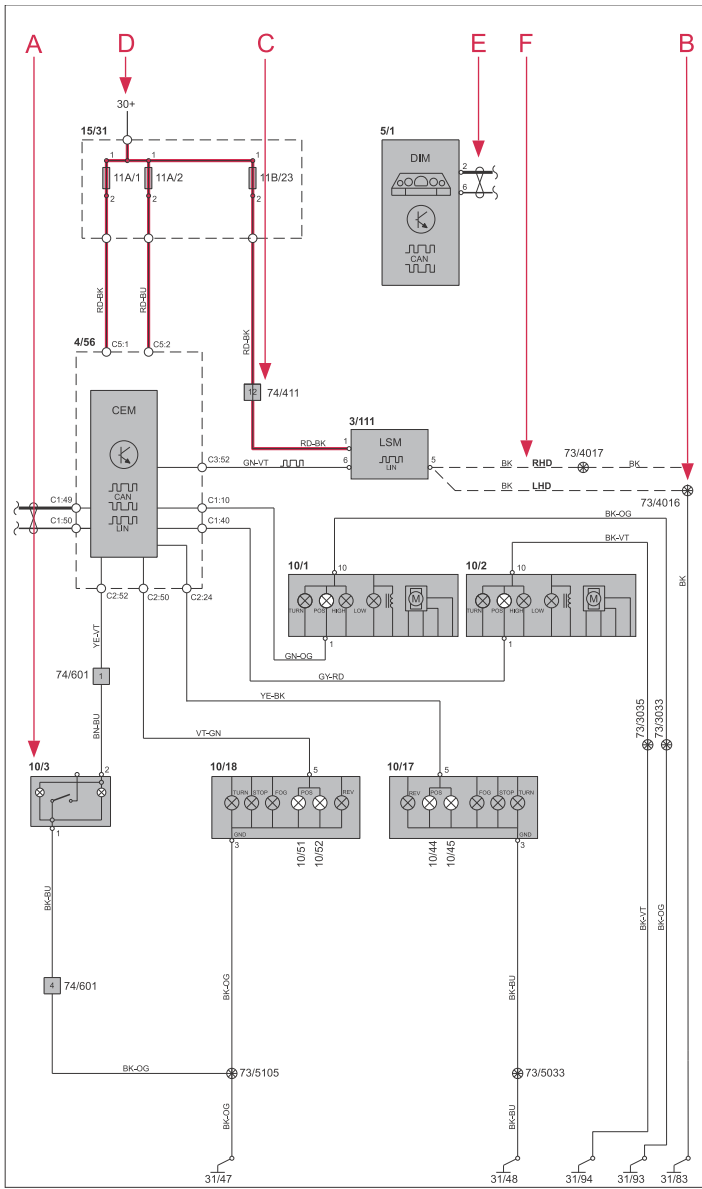 A D C E F B
30+
15/31
5/1
1 1 1
11A/1 11A/2 11B/23
2 2 2
DIM
2
6
CAN
RD-BK RD-BU RD-BK
4/56
C5:1 C5:2
12 74/411
CEM
3/111
RD-BK 1 LSM
C3:52 GN-VT 6 LIN 5
BK RHD 73/4017 BK
BK LHD 73/4016
C1:49 CAN C1:10
C1:50 LIN C1:40
BK-OG
BK-VT
BK
10/1 10 10/2 10
TURN POS HIGH LOW M
TURN POS HIGH LOW M
1 1
C2:52 C2:50 C2:24
YE-VT
GN-OG
GY-RD
74/601 1
YE-BK
BN-BU
VT-GN
73/3035 73/3033
10/3 2
10/18 5
10/17 5
TURN STOP FOG POS REV
REV POS FOG STOP TURN
1
GND
3
GND
3
10/51 10/52
10/44 10/45
BK-BU
BK-VT BK-OG
4 74/601
BK-OG BK-BU
BK-OG
73/5105
73/5033
BK-OG BK-BU
31/47 31/48 31/94 31/93 31/83